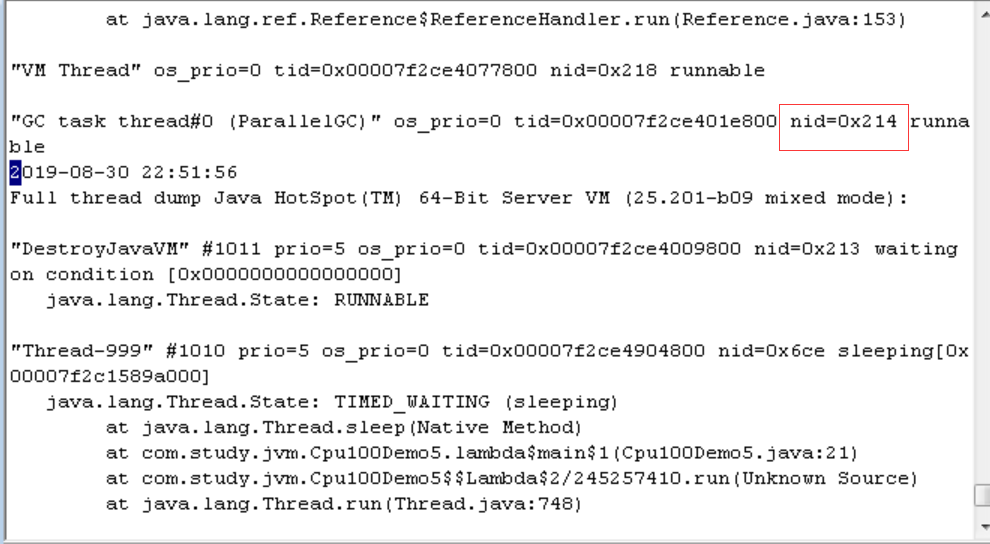 at java.lang.ref.Reference$ReferenceHandler.run(Reference.java:153)
"VM Thread" os_prio=0 tid=0x00007f2ce4077800 nid=0x218 runnable
"GC task thread#0 (ParallelGC)" os_prio=0 tid=0x00007f2ce401e800 nid=0x214 runna
ble
2019-08-30 22:51:56
Full thread dump Java HotSpot(TM) 64-Bit Server VM (25.201-b09 mixed mode):
"DestroyJavaVM" #1011 prio=5 os_prio=0 tid=0x00007f2ce4009800 nid=0x213 waiting
on condition [0x0000000000000000]
java.lang.Thread.State: RUNNABLE
"Thread-999" #1010 prio=5 os_prio=0 tid=0x00007f2ce4904800 nid=0x6ce sleeping[0x
00007f2c1589a000]
java.lang.Thread.State: TIMED_WAITING (sleeping)
at java.lang.Thread.sleep(Native Method)
at com.study.jvm.Cpu100Demo5.lambda$main$1(Cpu100Demo5.java:21)
at com.study.jvm.Cpu100Demo5$$Lambda$2/245257410.run(Unknown Source)
at java.lang.Thread.run(Thread.java:748)